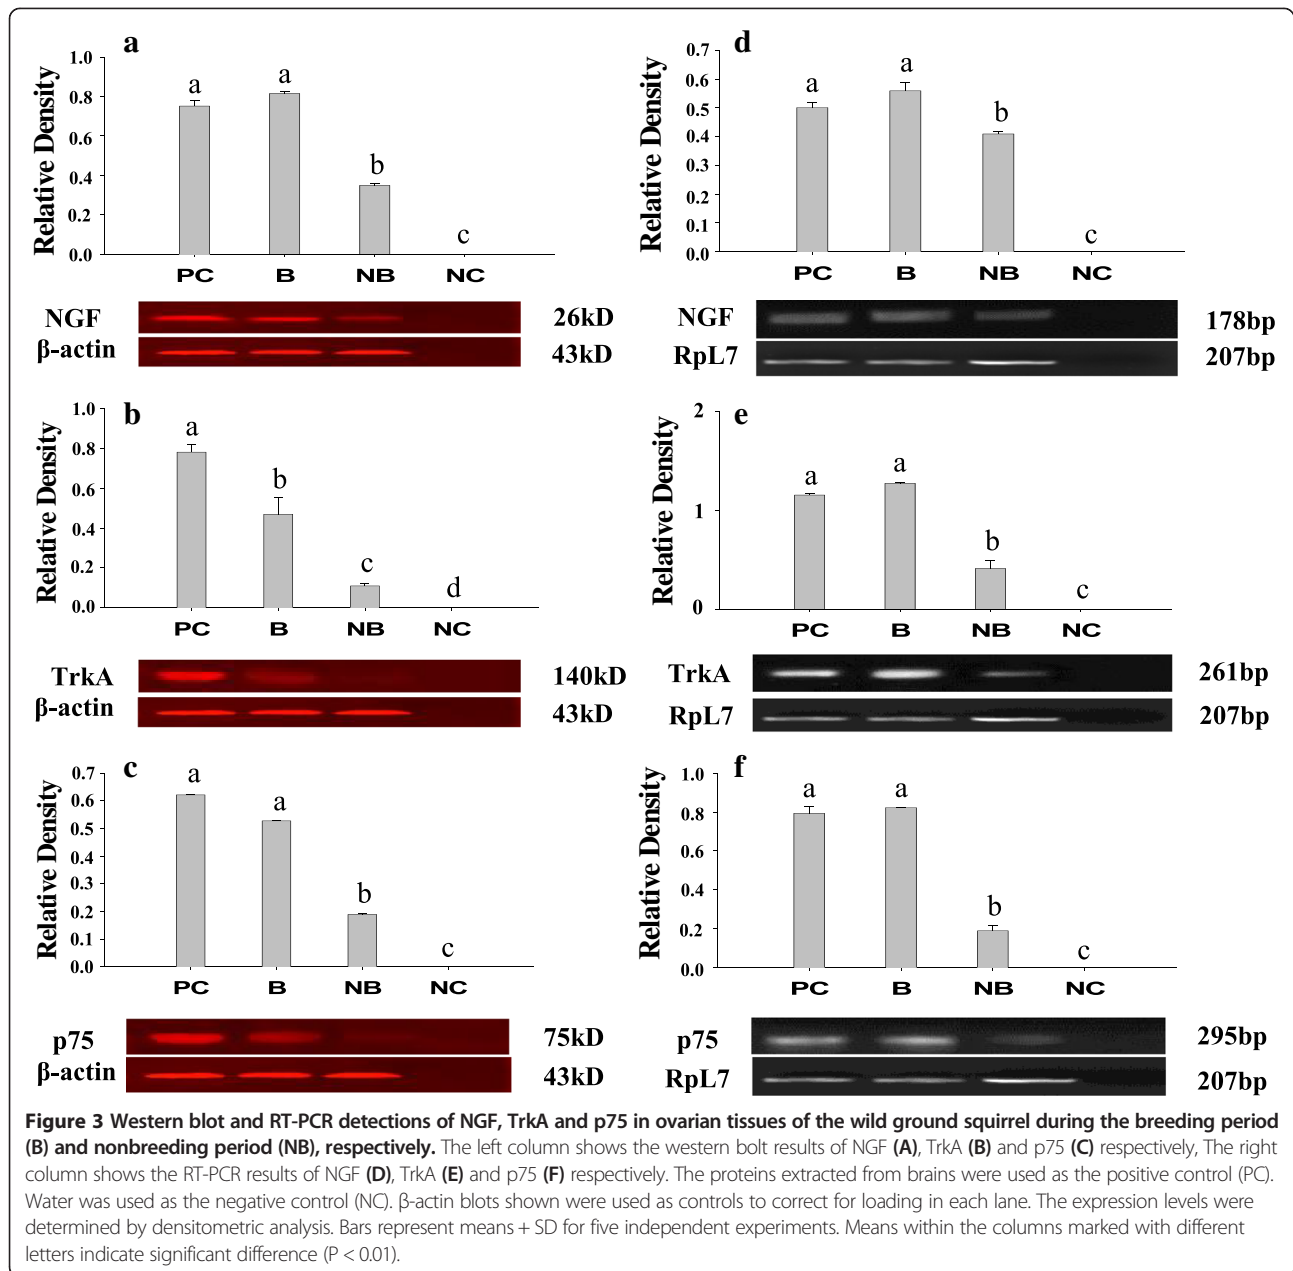 a
Relative Density
1.0
0.8
0.6
0.4
0.2
0.0
a
a
b
c
PC B NB NC
NGF 26kD
β-actin 43kD
b
Relative Density
1.0
0.8
0.6
0.4
0.2
0.0
a
b
c
d
PC B NB NC
TrkA 140kD
β-actin 43kD
c
Relative Density
0.7
0.6
0.5
0.4
0.3
0.2
0.1
0.0
a
a
b
c
PC B NB NC
p75 75kD
β-actin 43kD
d
Relative Density
0.7
0.6
0.5
0.4
0.3
0.2
0.1
0.0
a
a
b
c
PC B NB NC
NGF 178bp
RpL7 207bp
e
Relative Density
2
1
0
a
a
b
c
PC B NB NC
TrkA 261bp
RpL7 207bp
f
Relative Density
1.0
0.8
0.6
0.4
0.2
0.0
a
a
b
c
PC B NB NC
p75 295bp
RpL7 207bp
Figure 3 Western blot and RT-PCR detections of NGF, TrkA and p75 in ovarian tissues of the wild ground squirrel during the breeding period
(B) and nonbreeding period (NB), respectively. The left column shows the western bolt results of NGF (A), TrkA (B) and p75 (C) respectively, The right
column shows the RT-PCR results of NGF (D), TrkA (E) and p75 (F) respectively. The proteins extracted from brains were used as the positive control (PC).
Water was used as the negative control (NC). β-actin blots shown were used as controls to correct for loading in each lane. The expression levels were
determined by densitometric analysis. Bars represent means + SD for five independent experiments. Means within the columns marked with different
letters indicate significant difference (P < 0.01).